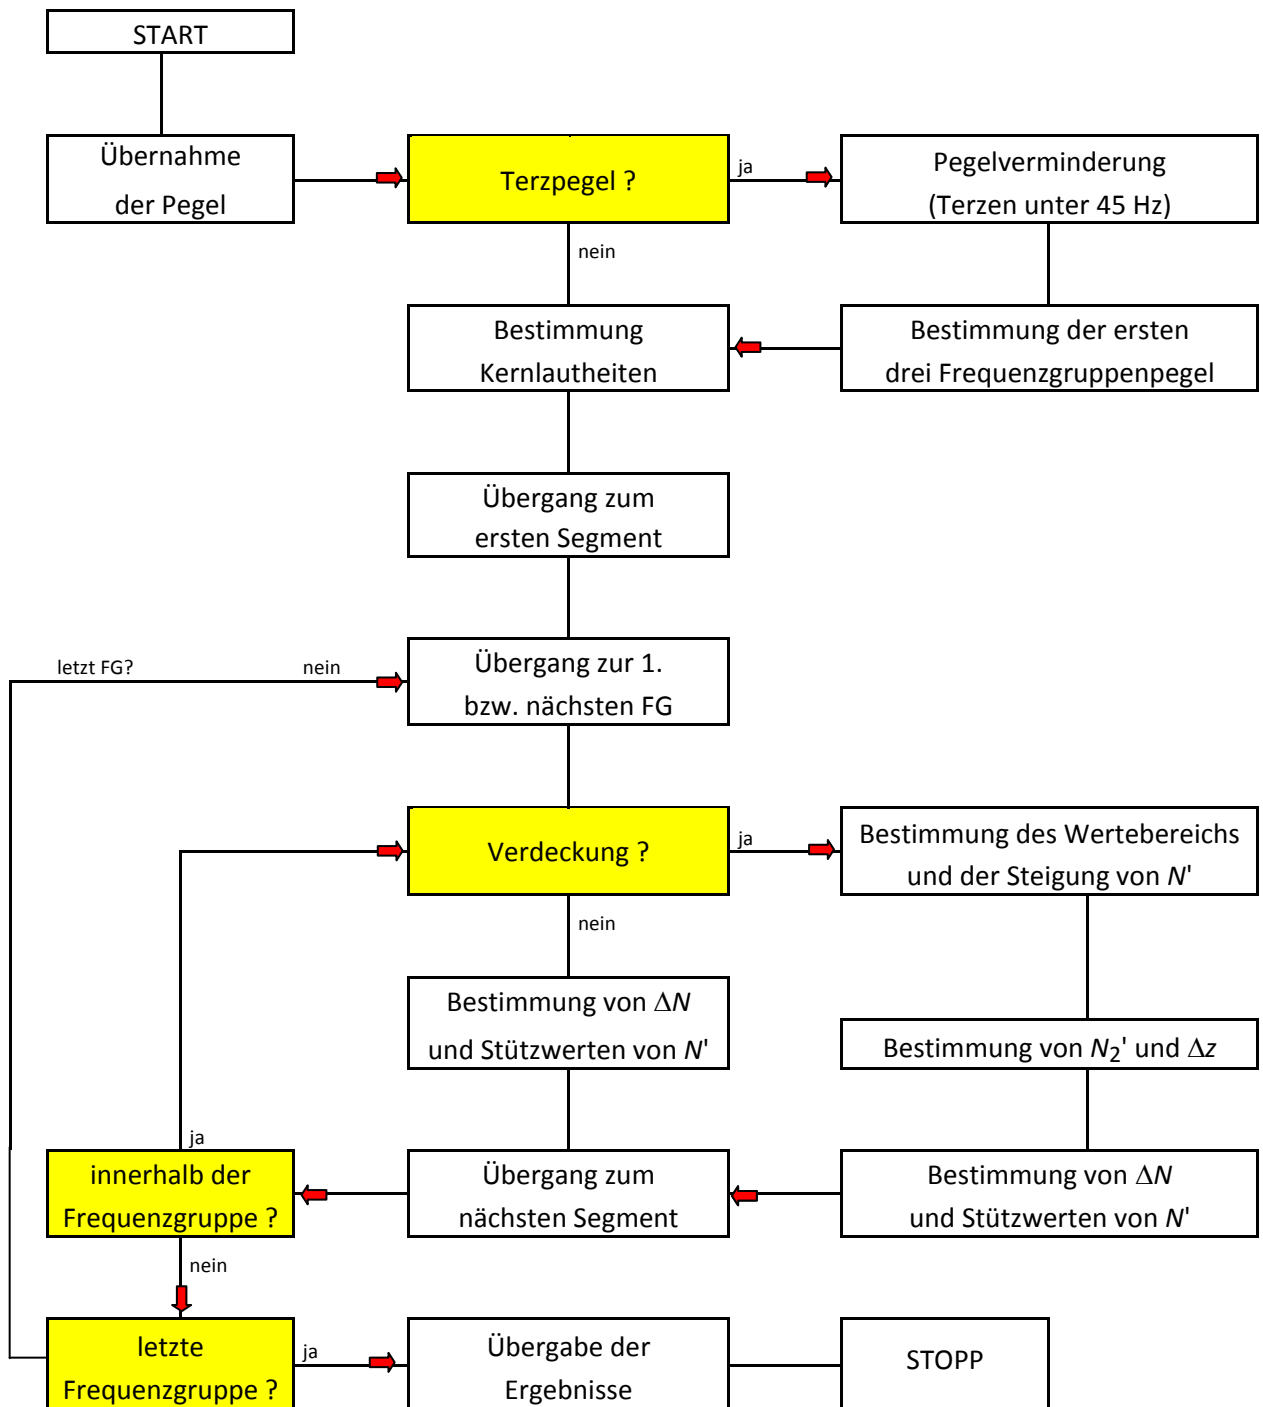 START
Übernahme
der Pegel
Terzpegel ?
ja
Pegelverminderung
(Terzen unter 45 Hz)
nein
Bestimmung
Kernlautheiten
Bestimmung der ersten
drei Frequenzgruppenpegel
Übergang zum
ersten Segment
letzt FG?
nein
Übergang zur 1.
bzw. nächsten FG
Verdeckung ?
ja
Bestimmung des Wertebereichs
und der Steigung von N'
nein
Bestimmung von ΔN
und Stützwerten von N'
Bestimmung von N2' und Δz
ja
innerhalb der
Frequenzgruppe ?
Übergang zum
nächsten Segment
Bestimmung von ΔN
und Stützwerten von N'
nein
letzte
Frequenzgruppe ?
ja
Übergabe der
Ergebnisse
STOPP